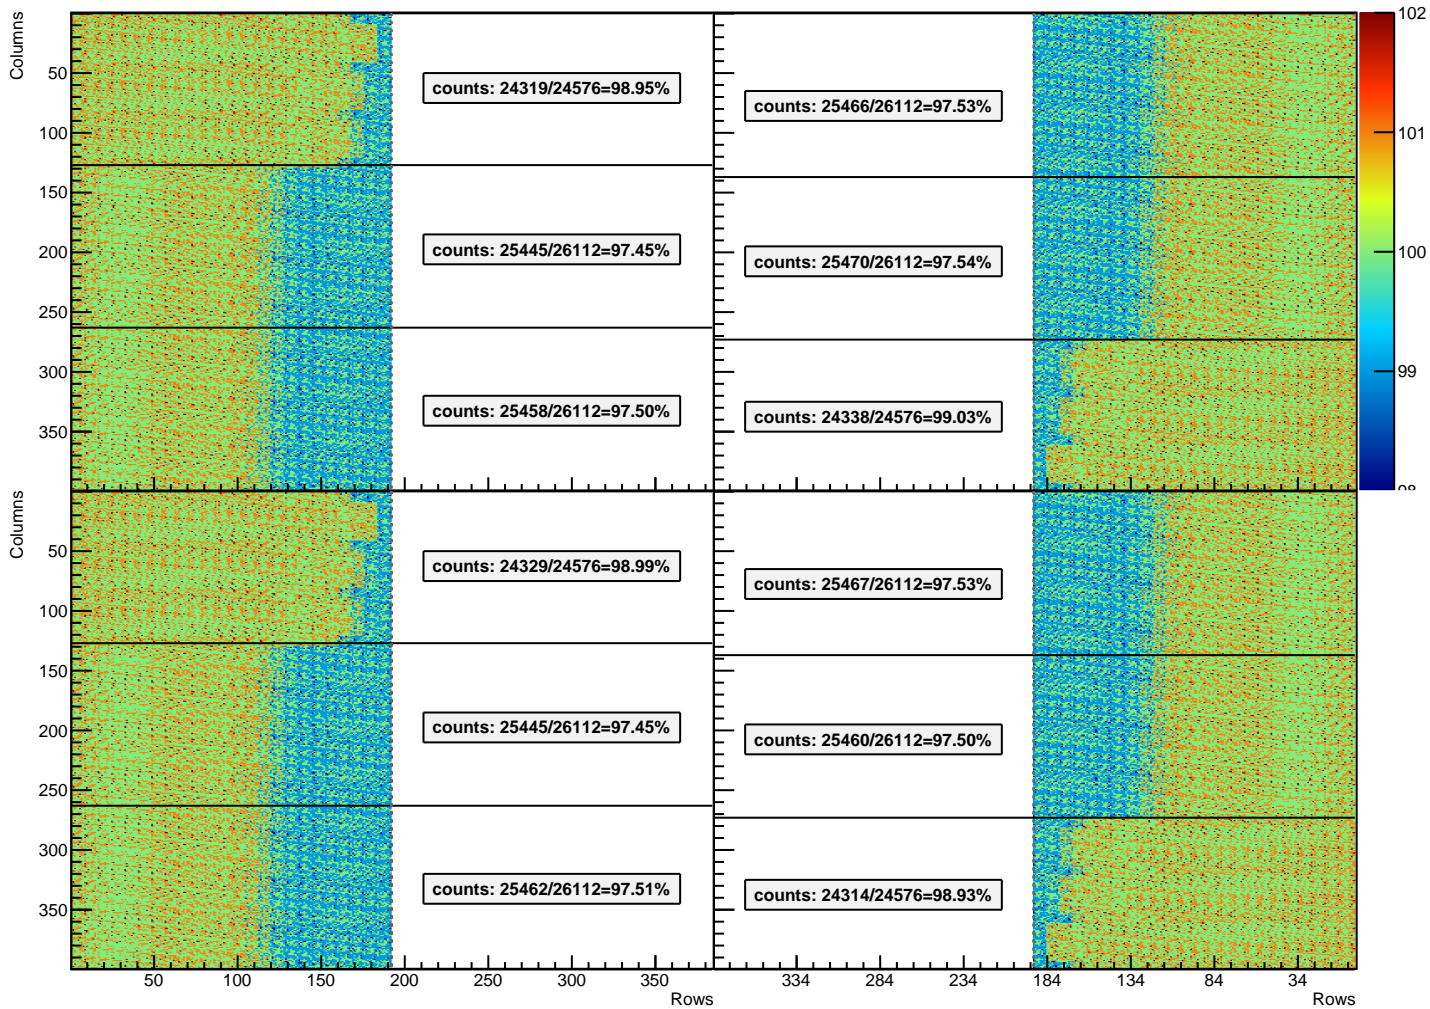 Columns
50
100
150
200
250
300
350
counts: 24319/24576=98.95%
counts: 25445/26112=97.45%
counts: 25458/26112=97.50%
counts: 25466/26112=97.53%
counts: 25470/26112=97.54%
counts: 24338/24576=99.03%
102
101
100
99
98
Columns
50
100
150
200
250
300
350
counts: 24329/24576=98.99%
counts: 25445/26112=97.45%
counts: 25462/26112=97.51%
counts: 25467/26112=97.53%
counts: 25460/26112=97.50%
counts: 24314/24576=98.93%
50 100 150 200 250 300 350
Rows
334 284 234 184 134 84 34
Rows